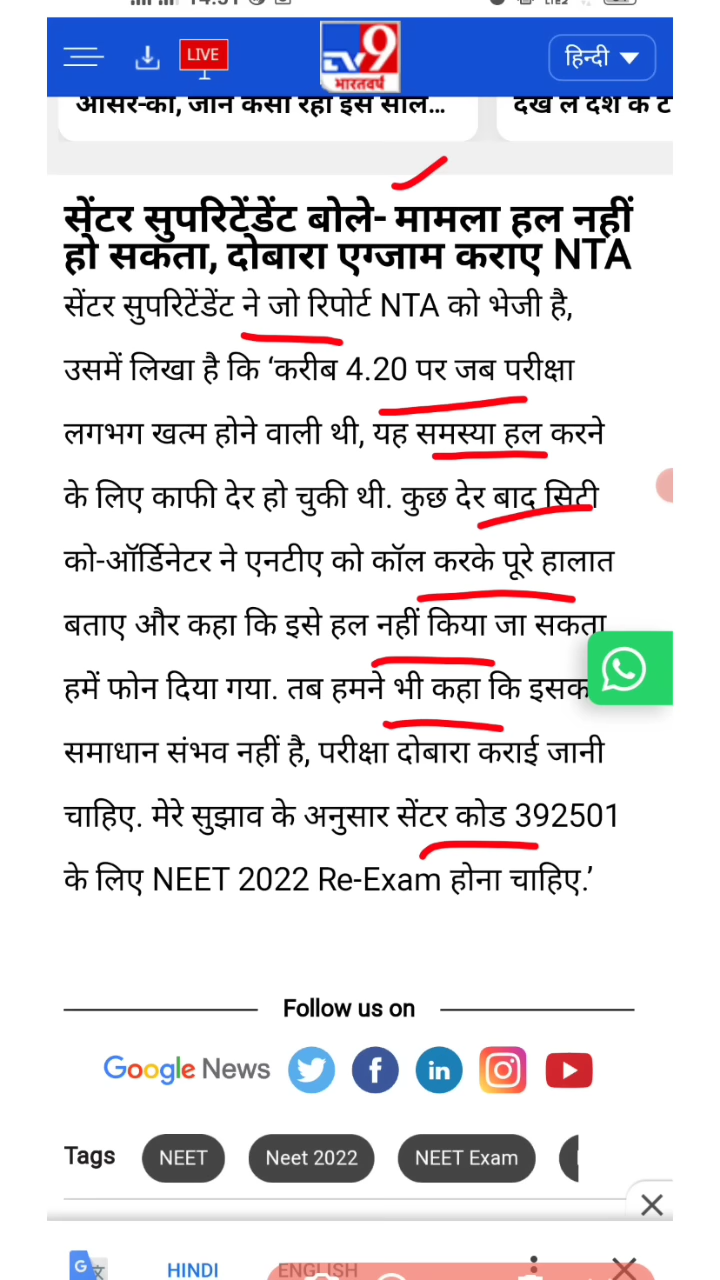 14:51
LIVE
TV9
भारतवर्ष
हिन्दी
सेंटर सुपरिटेंडेंट बोले- मामला हल नहीं
हो सकता, दोबारा एग्जाम कराए NTA
सेंटर सुपरिटेंडेंट ने जो रिपोर्ट NTA को भेजी है,
उसमें लिखा है कि ‘करीब 4.20 पर जब परीक्षा
लगभग खत्म होने वाली थी, यह समस्या हल करने
के लिए काफी देर हो चुकी थी. कुछ देर बाद सिटी
को-ऑर्डिनेटर ने एनटीए को कॉल करके पूरे हालात
बताए और कहा कि इसे हल नहीं किया जा सकता
हमें फोन दिया गया. तब हमने भी कहा कि इसक
समाधान संभव नहीं है, परीक्षा दोबारा कराई जानी
चाहिए. मेरे सुझाव के अनुसार सेंटर कोड 392501
के लिए NEET 2022 Re-Exam होना चाहिए.’
Follow us on
Google News
Tags NEET Neet 2022 NEET Exam
HINDI ENGLISH